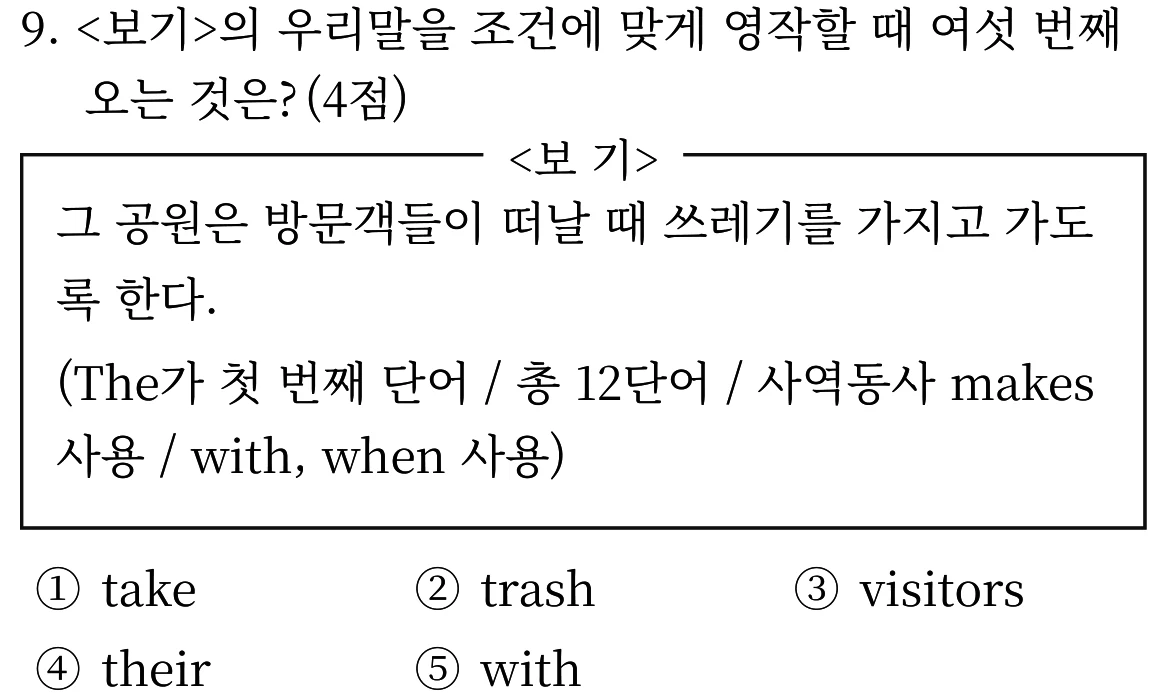 9. <보기>의 우리말을 조건에 맞게 영작할 때 여섯 번째
오는 것은?(4점)
<보 기>
그 공원은 방문객들이 떠날 때 쓰레기를 가지고 가도
록 한다.
(The가 첫 번째 단어 / 총 12단어 / 사역동사 makes
사용 / with, when 사용)
① take ② trash ③ visitors
④ their ⑤ with